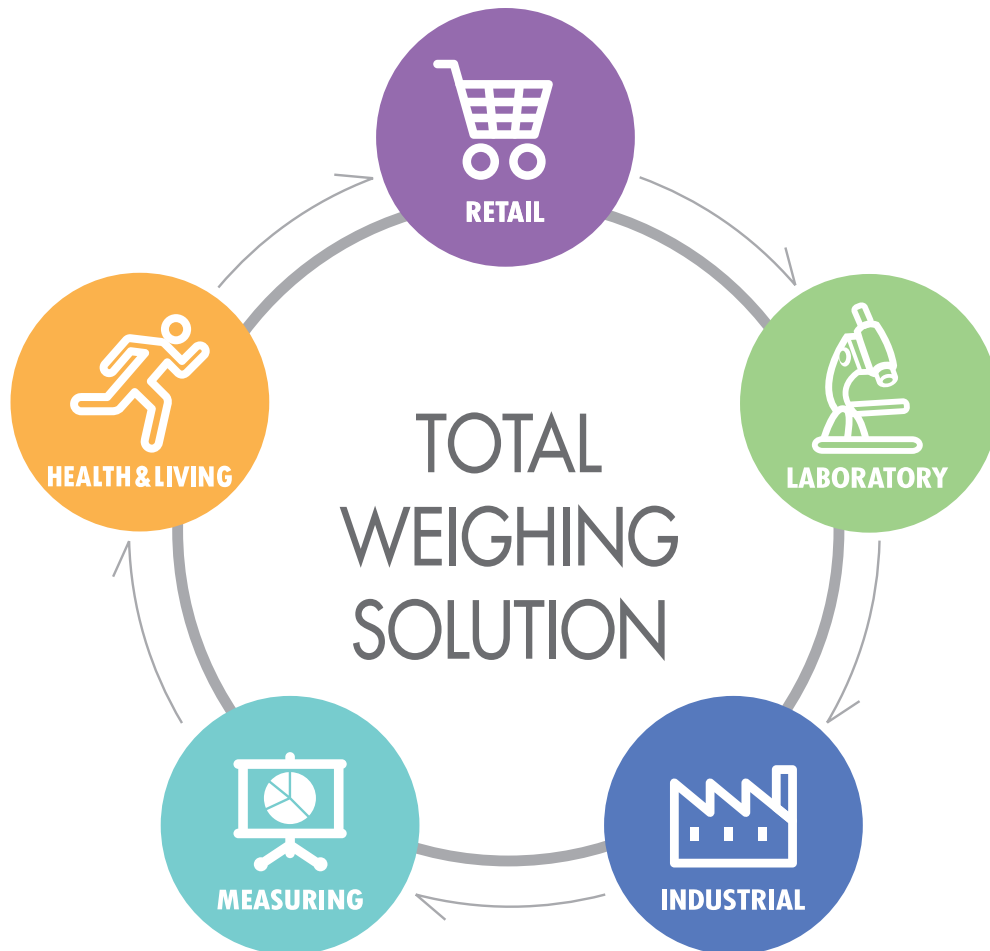 RETAIL
LABORATORY
INDUSTRIAL
MEASURING
HEALTH & LIVING
TOTAL
WEIGHING
SOLUTION